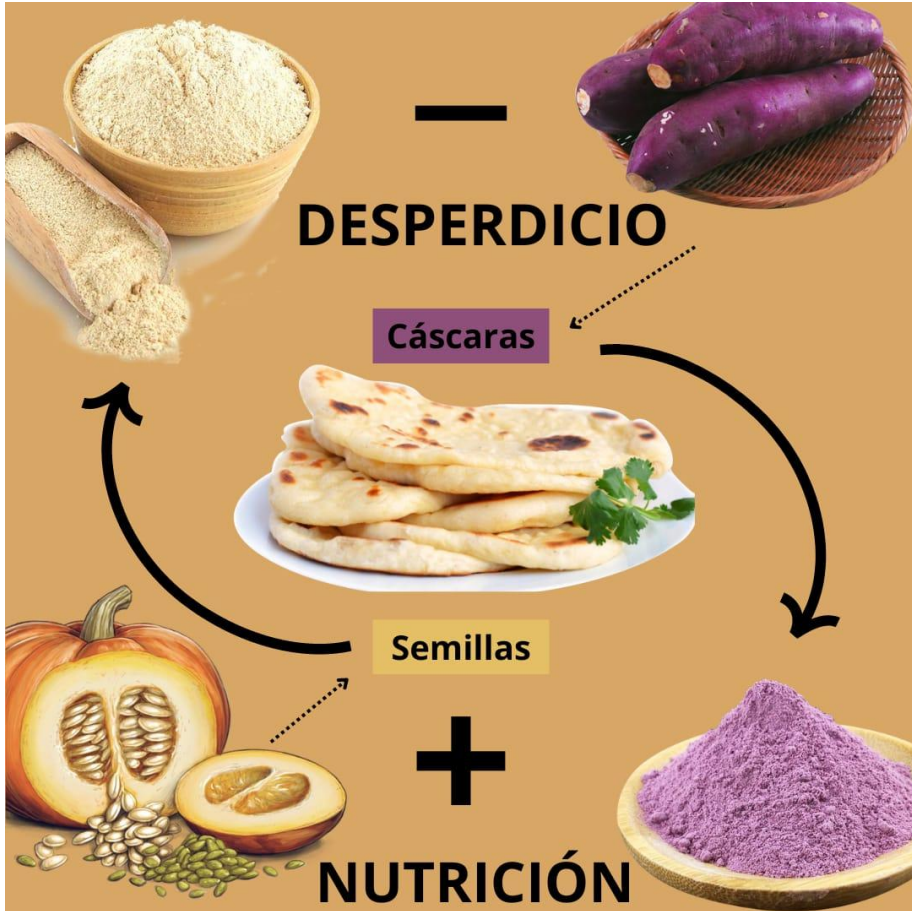 −
DESPERDICIO
Cáscaras
Semillas
+
NUTRICIÓN